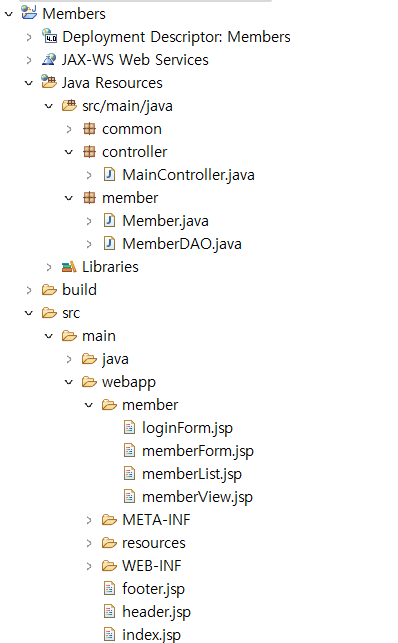 Members
Deployment Descriptor: Members
JAX-WS Web Services
Java Resources
src/main/java
common
controller
MainController.java
member
Member.java
MemberDAO.java
Libraries
build
src
main
java
webapp
member
loginForm.jsp
memberForm.jsp
memberList.jsp
memberView.jsp
META-INF
resources
WEB-INF
footer.jsp
header.jsp
index.jsp